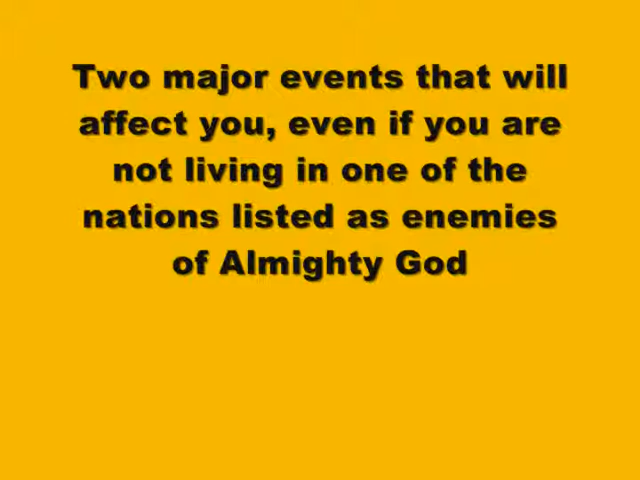 Two major events that will
affect you, even if you are
not living in one of the
nations listed as enemies
of Almighty God